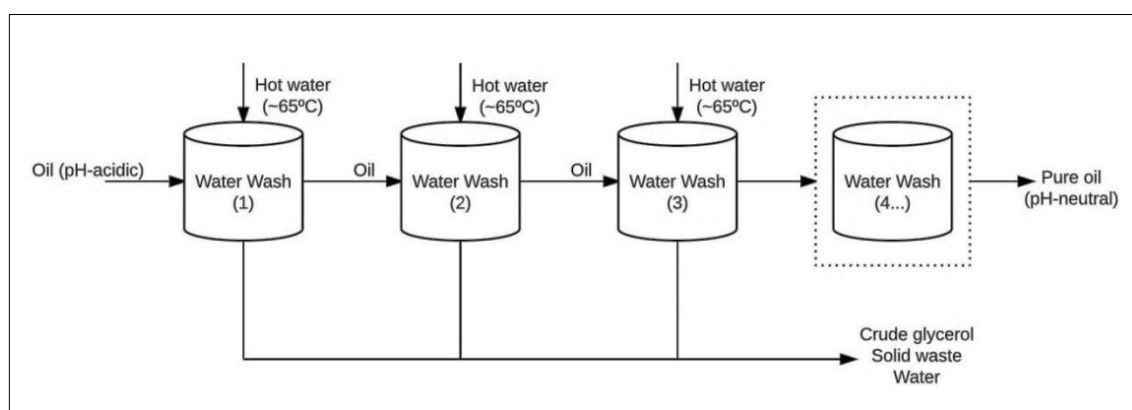 Hot water
(~65ºC)
Hot water
(~65ºC)
Hot water
(~65ºC)
Oil (pH-acidic)
Water Wash
(1)
Oil
Water Wash
(2)
Oil
Water Wash
(3)
Water Wash
(4...)
Pure oil
(pH-neutral)
Crude glycerol
Solid waste
Water